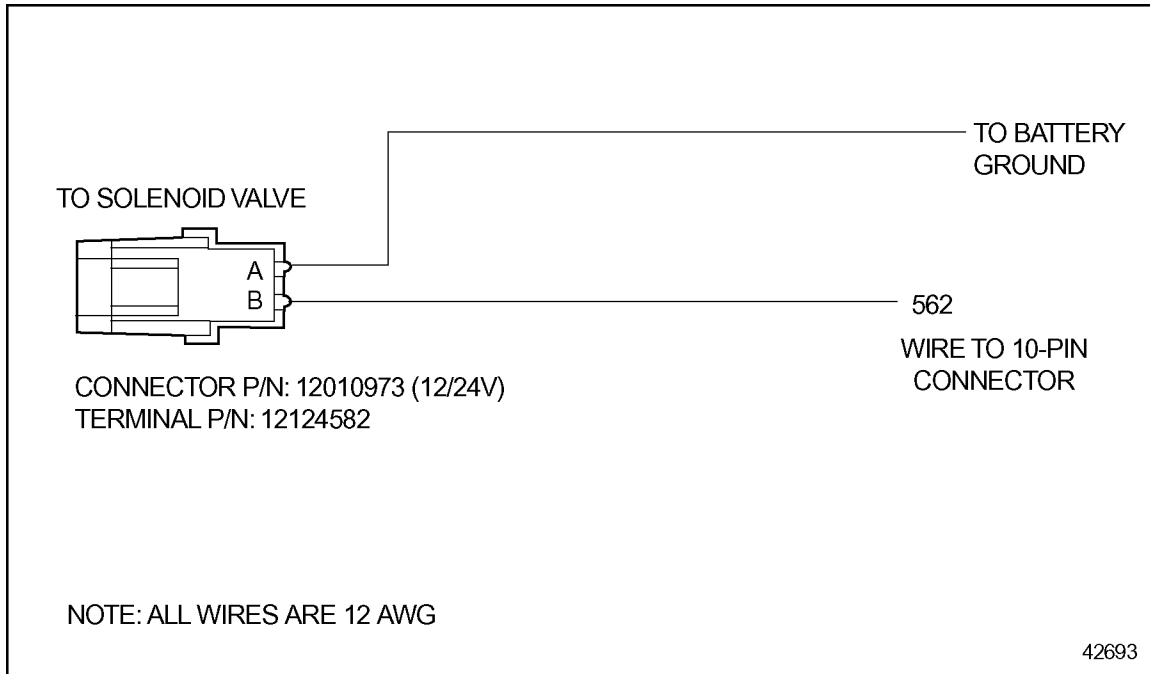 TO BATTERY
GROUND
TO SOLENOID VALVE
A
B
562
WIRE TO 10-PIN
CONNECTOR
CONNECTOR P/N: 12010973 (12/24V)
TERMINAL P/N: 12124582
NOTE: ALL WIRES ARE 12 AWG
42693